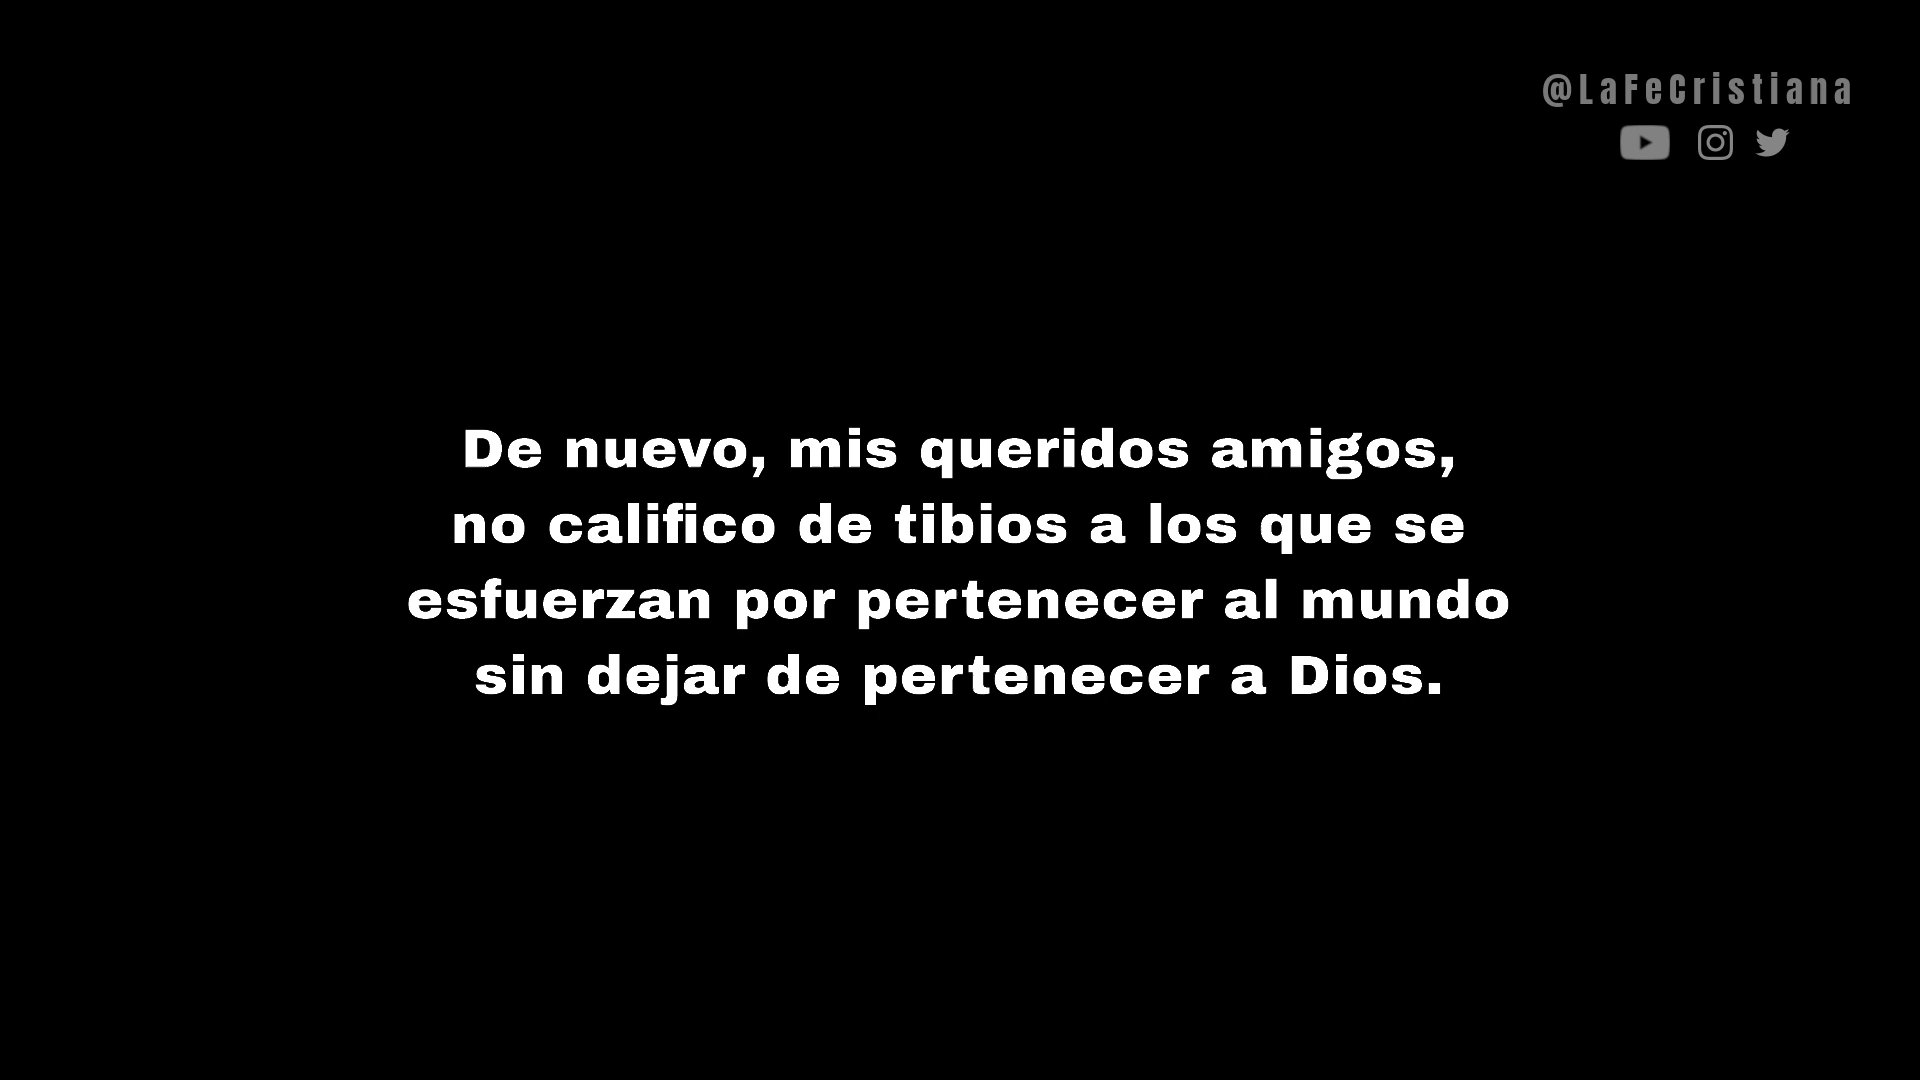 @LaFeCristiana
De nuevo, mis queridos amigos,
no califico de tibios a los que se
esfuerzan por pertenecer al mundo
sin dejar de pertenecer a Dios.